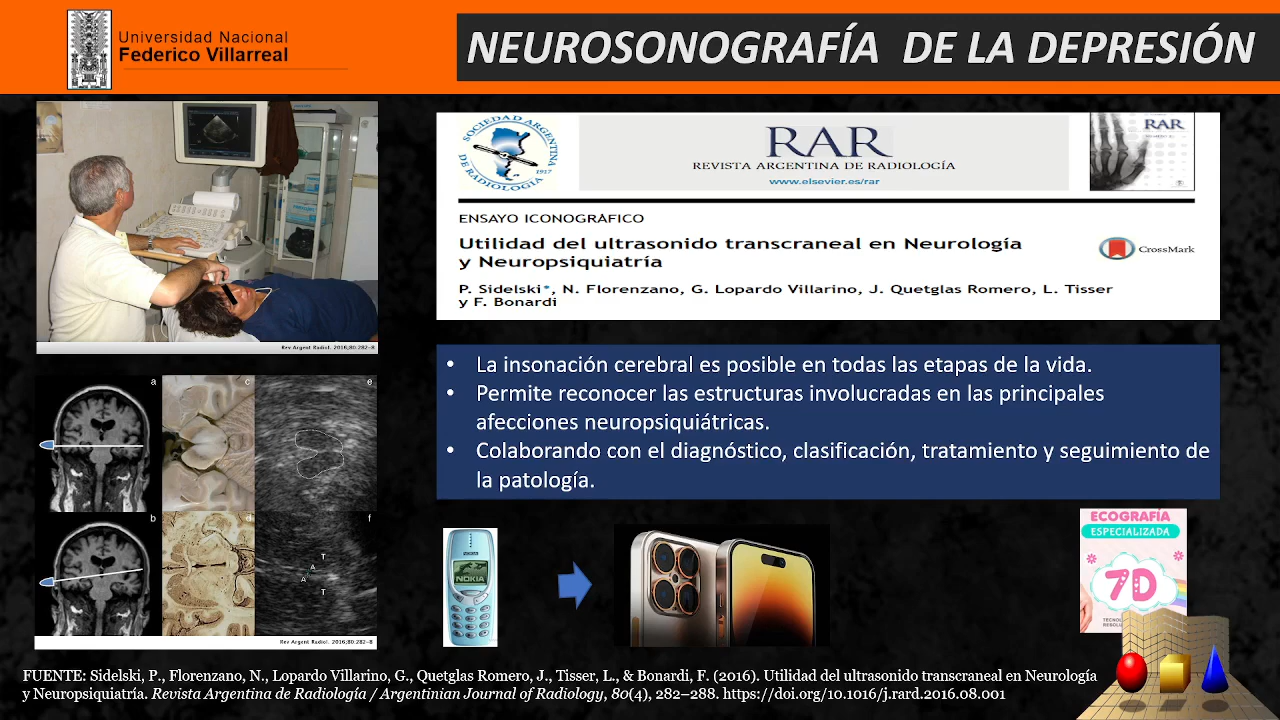 Universidad Nacional
Federico Villarreal
NEUROSONOGRAFÍA DE LA DEPRESIÓN
Rev Argent Radiol. 2016;80:282-8
a
c
e
b
d
f
T
A
A
T
Rev Argent Radiol. 2016;80:282-8
SOCIEDAD ARGENTINA
DE RADIOLOGÍA
1917
RAR
REVISTA ARGENTINA DE RADIOLOGÍA
www.elsevier.es/rar
RAR
ENSAYO ICONOGRÁFICO
Utilidad del ultrasonido transcraneal en Neurología
y Neuropsiquiatría
CrossMark
P. Sidelski*, N. Florenzano, G. Lopardo Villarino, J. Quetglas Romero, L. Tisser
y F. Bonardi
• La insonación cerebral es posible en todas las etapas de la vida.
• Permite reconocer las estructuras involucradas en las principales
afecciones neuropsiquiátricas.
• Colaborando con el diagnóstico, clasificación, tratamiento y seguimiento de
la patología.
NOKIA
NOKIA
ECOGRAFÍA
ESPECIALIZADA
7D
FUENTE: Sidelski, P., Florenzano, N., Lopardo Villarino, G., Quetglas Romero, J., Tisser, L., & Bonardi, F. (2016). Utilidad del ultrasonido transcraneal en Neurología
y Neuropsiquiatría. Revista Argentina de Radiología / Argentinian Journal of Radiology, 80(4), 282–288. https://doi.org/10.1016/j.rard.2016.08.001